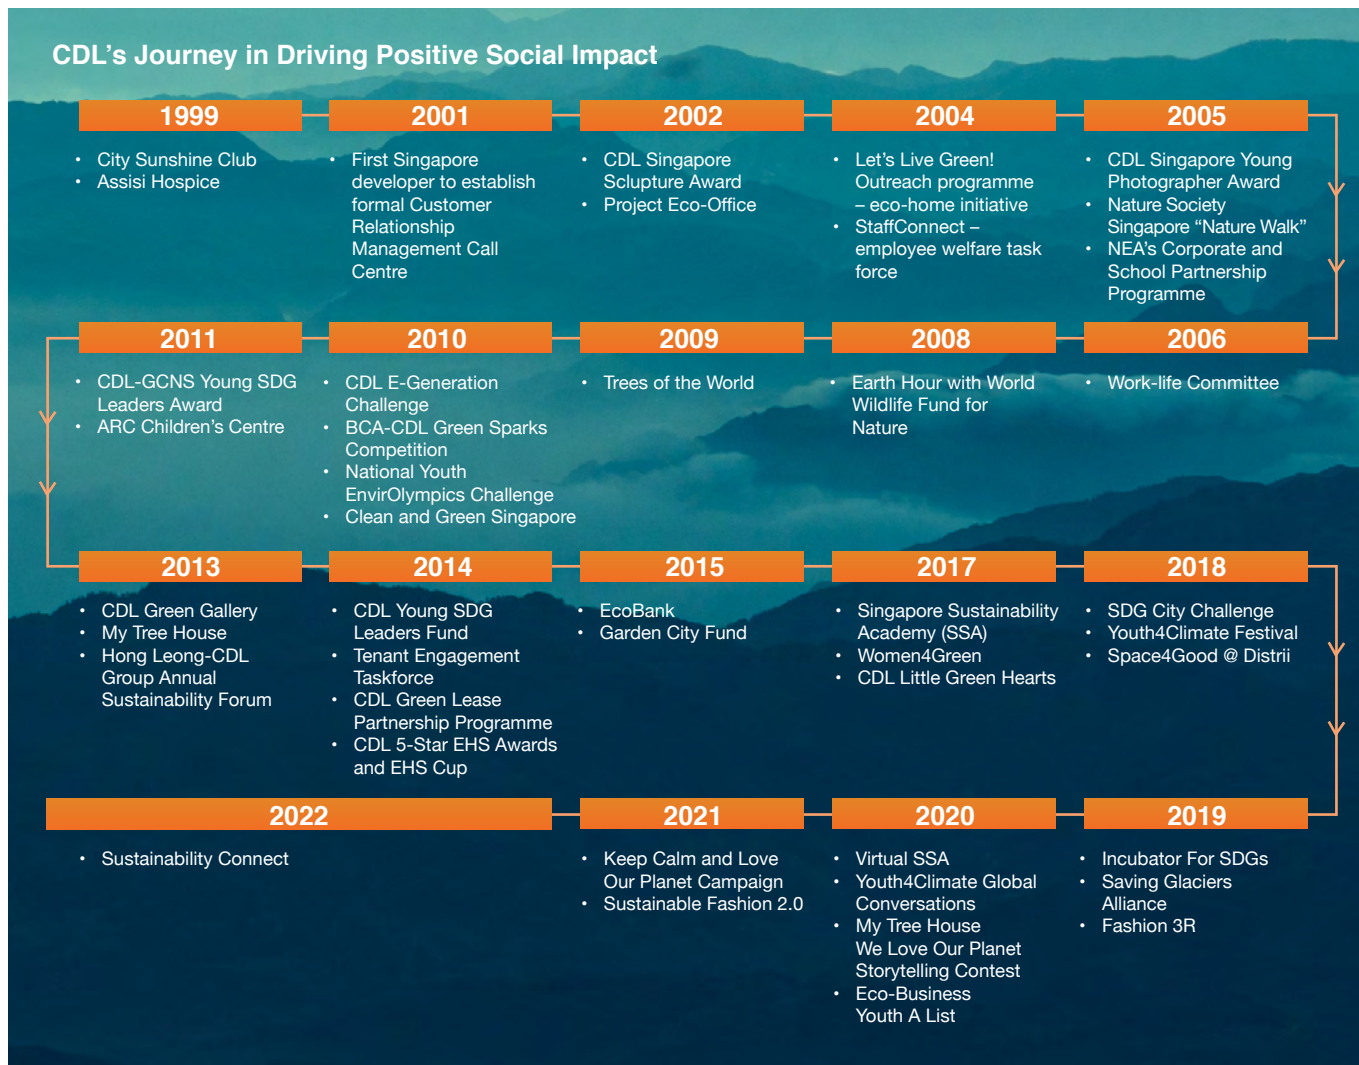 CDL’s Journey in Driving Positive Social Impact
1999
• City Sunshine Club
• Assisi Hospice
2001
• First Singapore
developer to establish
formal Customer
Relationship
Management Call
Centre
2002
• CDL Singapore
Sclupture Award
• Project Eco-Office
2004
• Let’s Live Green!
Outreach programme
– eco-home initiative
• StaffConnect –
employee welfare task
force
2005
• CDL Singapore Young
Photographer Award
• Nature Society
Singapore “Nature Walk”
• NEA’s Corporate and
School Partnership
Programme
2006
• Work-life Committee
2008
• Earth Hour with World
Wildlife Fund for
Nature
2009
• Trees of the World
2010
• CDL E-Generation
Challenge
• BCA-CDL Green Sparks
Competition
• National Youth
EnvirOlympics Challenge
• Clean and Green Singapore
2011
• CDL-GCNS Young SDG
Leaders Award
• ARC Children’s Centre
2013
• CDL Green Gallery
• My Tree House
• Hong Leong-CDL
Group Annual
Sustainability Forum
2014
• CDL Young SDG
Leaders Fund
• Tenant Engagement
Taskforce
• CDL Green Lease
Partnership Programme
• CDL 5-Star EHS Awards
and EHS Cup
2015
• EcoBank
• Garden City Fund
2017
• Singapore Sustainability
Academy (SSA)
• Women4Green
• CDL Little Green Hearts
2018
• SDG City Challenge
• Youth4Climate Festival
• Space4Good @ Distrii
2019
• Incubator For SDGs
• Saving Glaciers
Alliance
• Fashion 3R
2020
• Virtual SSA
• Youth4Climate Global
Conversations
• My Tree House
We Love Our Planet
Storytelling Contest
• Eco-Business
Youth A List
2021
• Keep Calm and Love
Our Planet Campaign
• Sustainable Fashion 2.0
2022
• Sustainability Connect